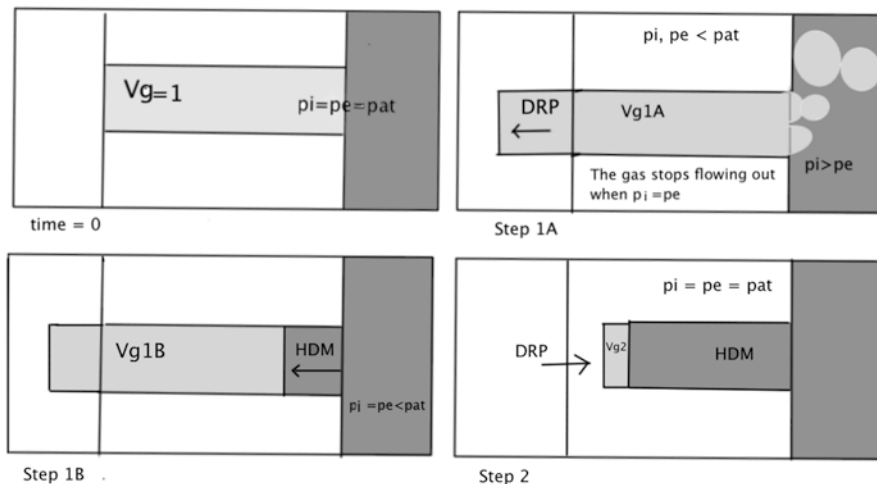 Vg=1
pi=pe=pat
time = 0
pi, pe < pat
DRP
Vg1A
pi>pe
The gas stops flowing out
when pi=pe
Step 1A
Vg1B
HDM
pi =pe<pat
Step 1B
pi = pe = pat
DRP
Vg2
HDM
Step 2